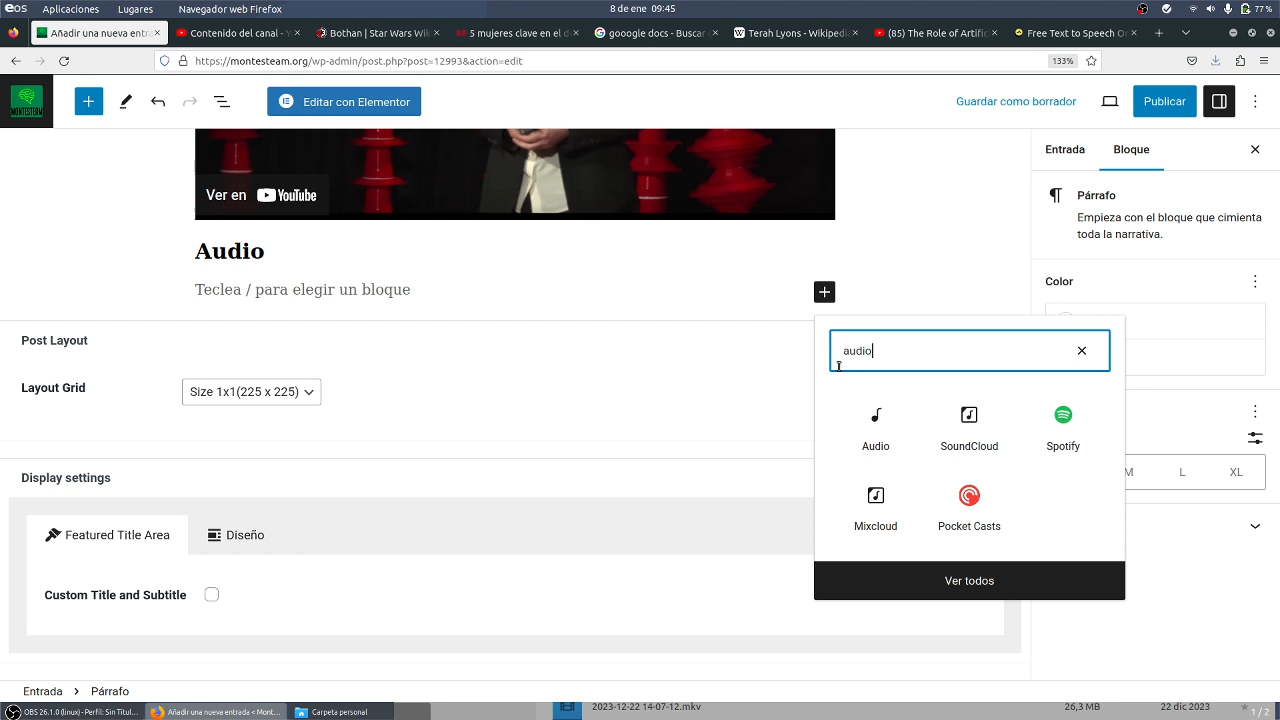 eos Aplicaciones Lugares Navegador web Firefox 8 de ene 09:45 77 %
Añadir una nueva entra Contenido del canal - Y Bothan | Star Wars Wik 5 mujeres clave en el d gooogle docs - Buscar Terah Lyons - Wikipedi (85) The Role of Artific Free Text to Speech O
https://montesteam.org/wp-admin/post.php?post=12993&action=edit 133%
MONTESTEAM Editar con Elementor Guardar como borrador Publicar
Ver en YouTube
Audio
Teclea / para elegir un bloque
Entrada Bloque
Párrafo
Empieza con el bloque que cimienta
toda la narrativa.
Color
M L XL
audio
Audio SoundCloud Spotify
Mixcloud Pocket Casts
Ver todos
Post Layout
Layout Grid Size 1x1(225 x 225)
Display settings
Featured Title Area Diseño
Custom Title and Subtitle
Entrada > Párrafo
OBS 26.1.0 (linux) - Perfil: Sin Titul... Añadir una nueva entrada < Mont... Carpeta personal 2023-12-22 14-07-12.mkv 26,3 MB 22 dic 2023 1 / 2